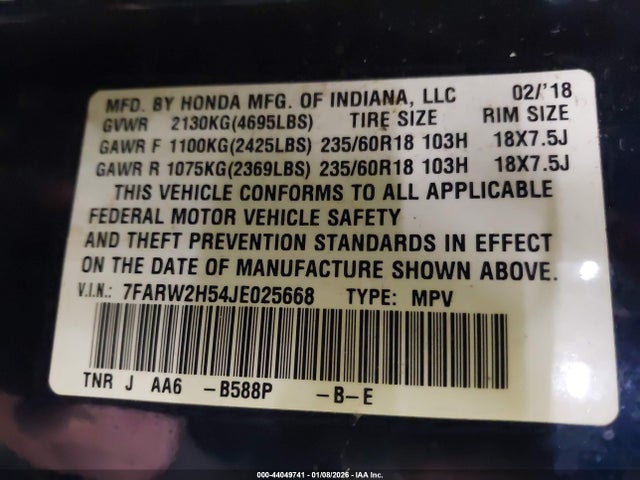 MFD. BY HONDA MFG. OF INDIANA, LLC 02/'18
GVWR 2130KG(4695LBS) TIRE SIZE RIM SIZE
GAWR F 1100KG(2425LBS) 235/60R18 103H 18X7.5J
GAWR R 1075KG(2369LBS) 235/60R18 103H 18X7.5J
THIS VEHICLE CONFORMS TO ALL APPLICABLE
FEDERAL MOTOR VEHICLE SAFETY
AND THEFT PREVENTION STANDARDS IN EFFECT
ON THE DATE OF MANUFACTURE SHOWN ABOVE.
V.I.N.: 7FARW2H54JE025668 TYPE: MPV
TNR J AA6 -B588P -B-E
000-44049741 - 01/08/2026 - IAA Inc.